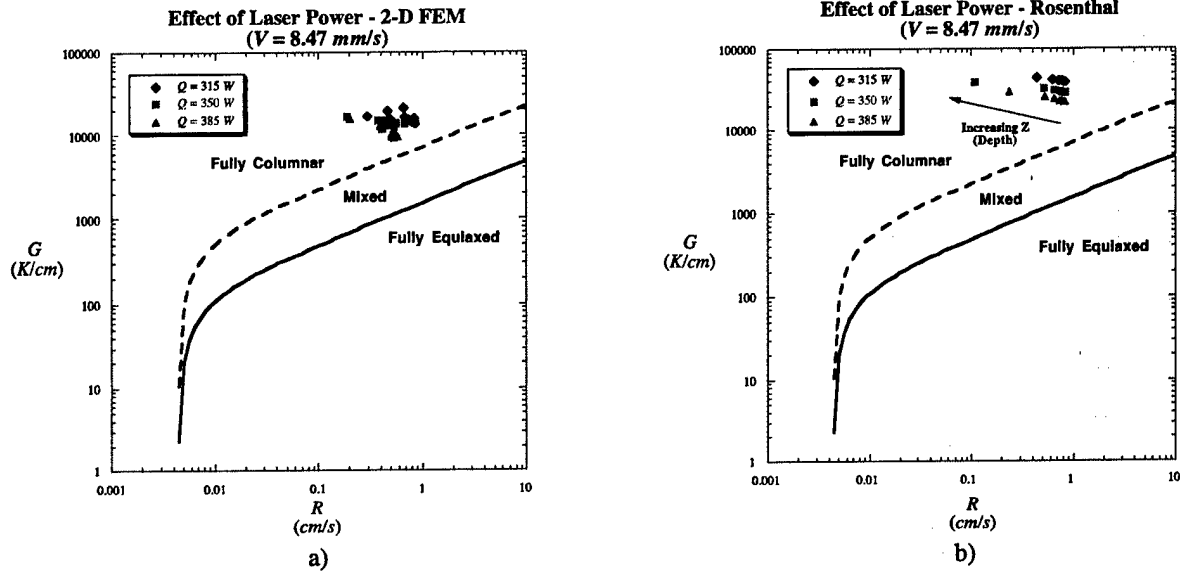 Effect of Laser Power - 2-D FEM
(V = 8.47 mm/s)
100000
10000
1000
100
10
1
G
(K/cm)
Q = 315 W
Q = 350 W
Q = 385 W
Fully Columnar
Mixed
Fully Equiaxed
0.001
0.01
0.1
1
10
R
(cm/s)
a)
Effect of Laser Power - Rosenthal
(V = 8.47 mm/s)
100000
10000
1000
100
10
1
G
(K/cm)
Q = 315 W
Q = 350 W
Q = 385 W
Increasing Z
(Depth)
Fully Columnar
Mixed
Fully Equiaxed
0.001
0.01
0.1
1
10
R
(cm/s)
b)